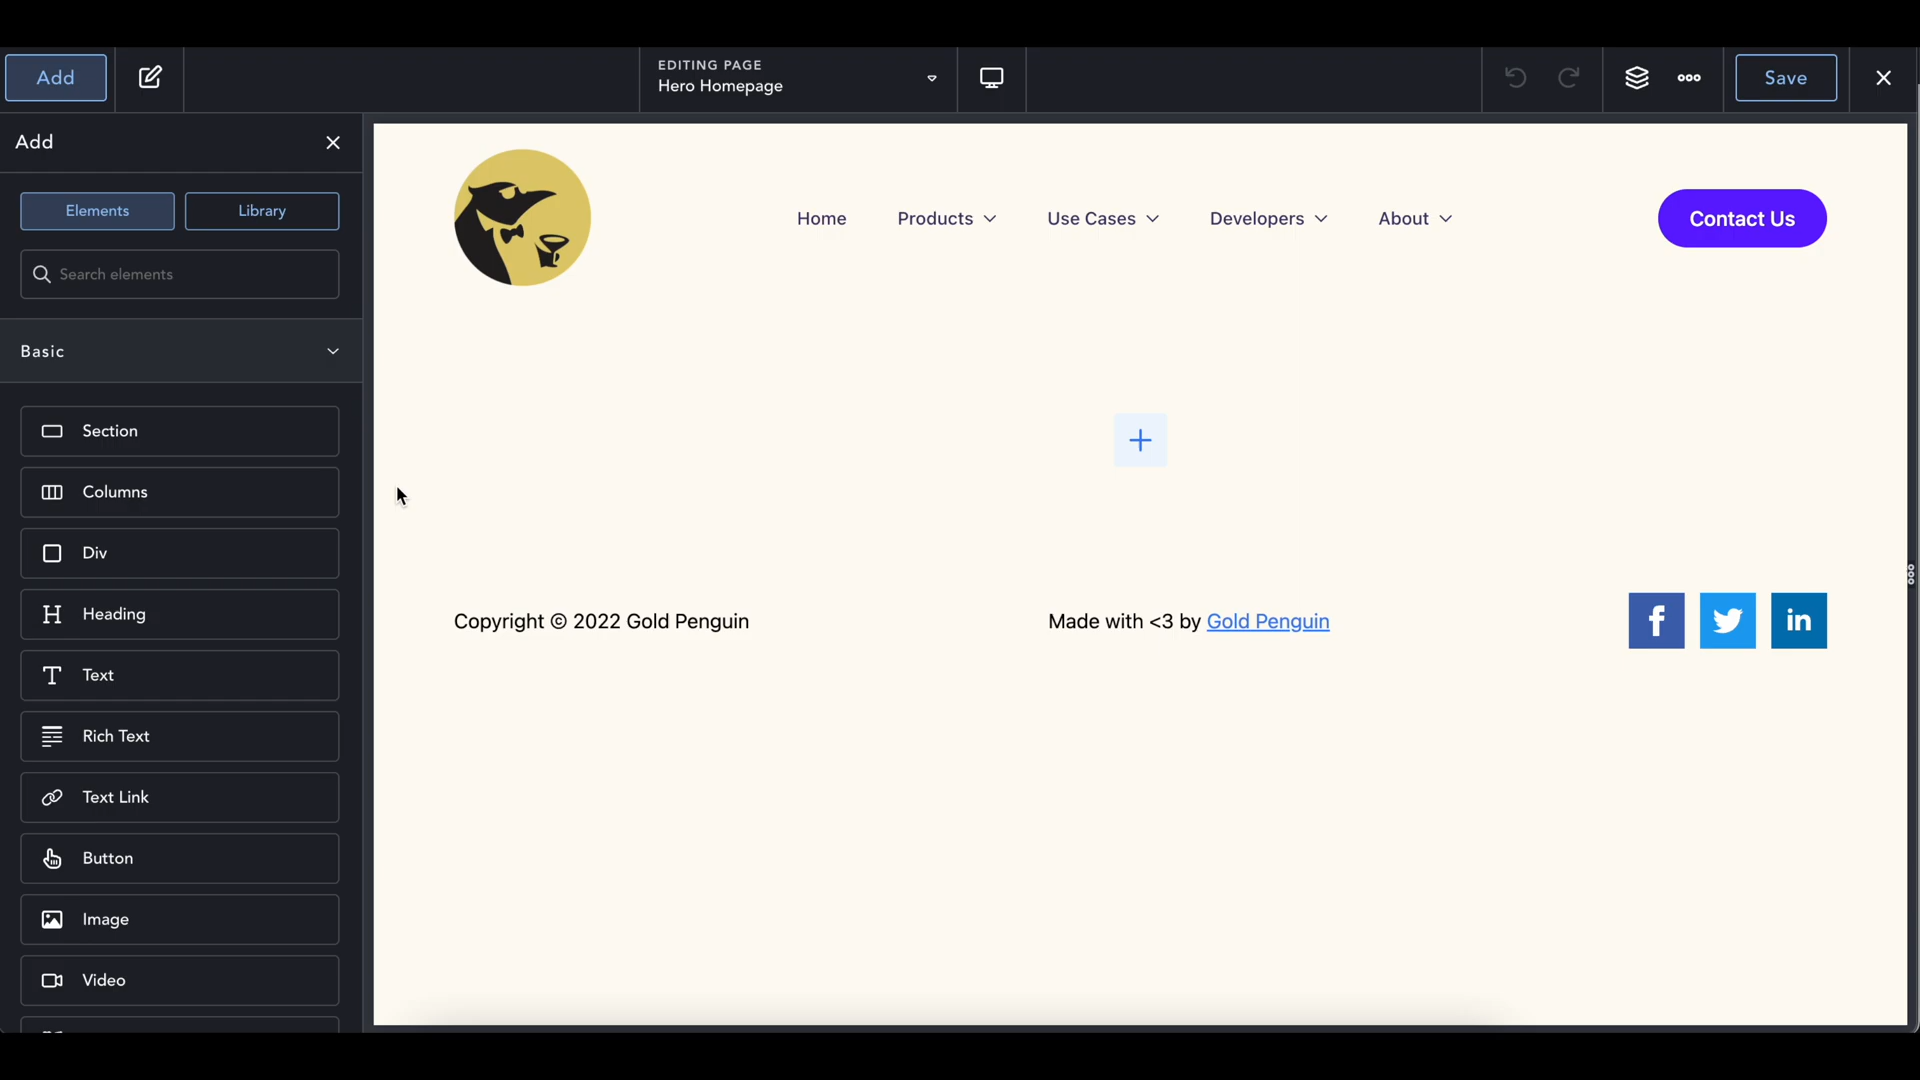 Add
EDITING PAGE
Hero Homepage
Save
Add
Elements
Library
Search elements
Basic
Section
Columns
Div
Heading
Text
Rich Text
Text Link
Button
Image
Video
Home
Products
Use Cases
Developers
About
Contact Us
Copyright © 2022 Gold Penguin
Made with <3 by Gold Penguin
f
in